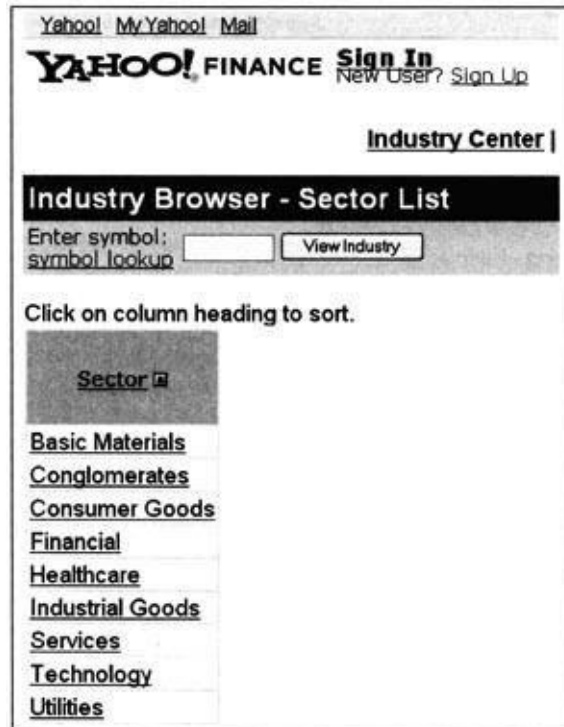 Yahoo! My Yahoo! Mail
YAHOO! FINANCE Sign In
New User? Sign Up
Industry Center |
Industry Browser - Sector List
Enter symbol:
symbol lookup
View Industry
Click on column heading to sort.
Sector
Basic Materials
Conglomerates
Consumer Goods
Financial
Healthcare
Industrial Goods
Services
Technology
Utilities